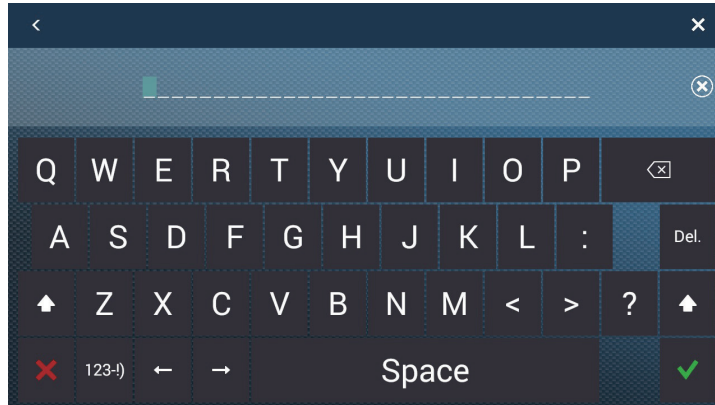 Q W E R T Y U I O P
A S D F G H J K L : Del.
Z X C V B N M < > ?
123-!) ← → Space